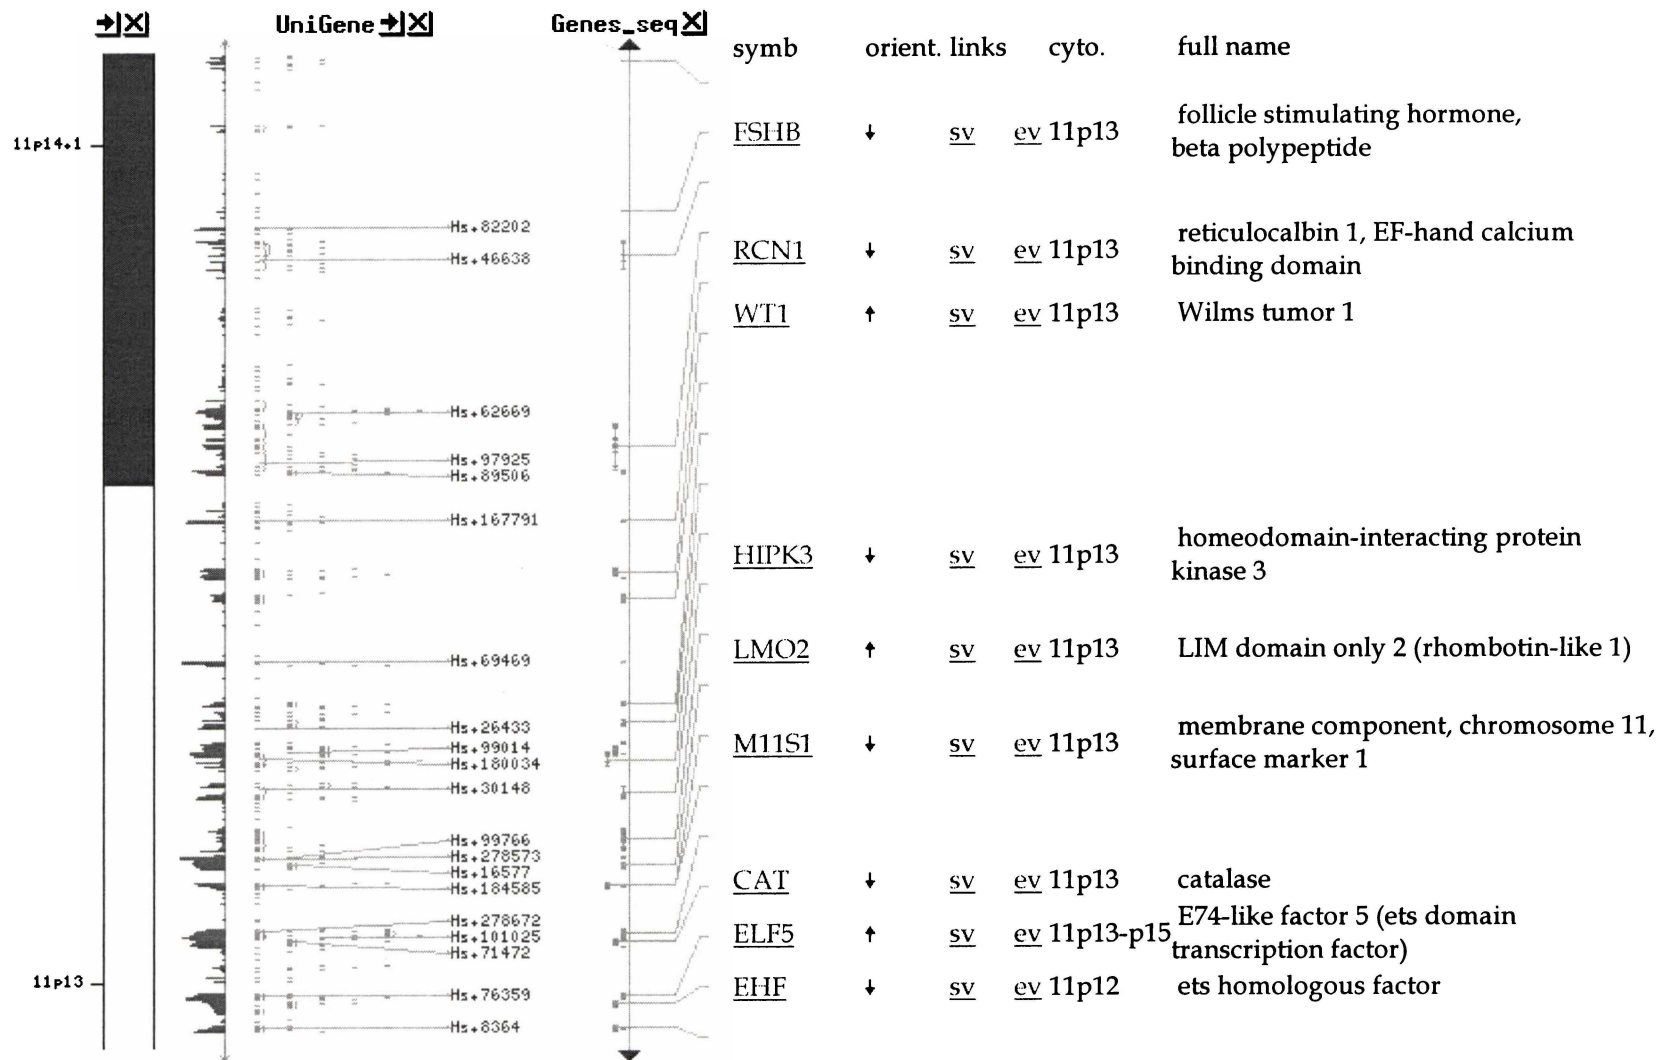 UniGene
Genes_seq
symb orient. links cyto. full name
11p14.1
FSHB sv ev 11p13 follicle stimulating hormone,
beta polypeptide
Hs.82202
Hs.46638
RCN1 sv ev 11p13 reticulocalbin 1, EF-hand calcium
binding domain
WT1 sv ev 11p13 Wilms tumor 1
Hs.62669
Hs.97925
Hs.89506
Hs.167791
HIPK3 sv ev 11p13 homeodomain-interacting protein
kinase 3
Hs.69469
LMO2 sv ev 11p13 LIM domain only 2 (rhombotin-like 1)
Hs.26433
Hs.99014
Hs.180034
Hs.30148
M11S1 sv ev 11p13 membrane component, chromosome 11,
surface marker 1
Hs.99766
Hs.278573
Hs.16577
Hs.184585
CAT sv ev 11p13 catalase
Hs.278672
Hs.101025
Hs.71472
ELF5 sv ev 11p13-p15 E74-like factor 5 (ets domain
transcription factor)
11p13
Hs.76359
Hs.8364
EHF sv ev 11p12 ets homologous factor